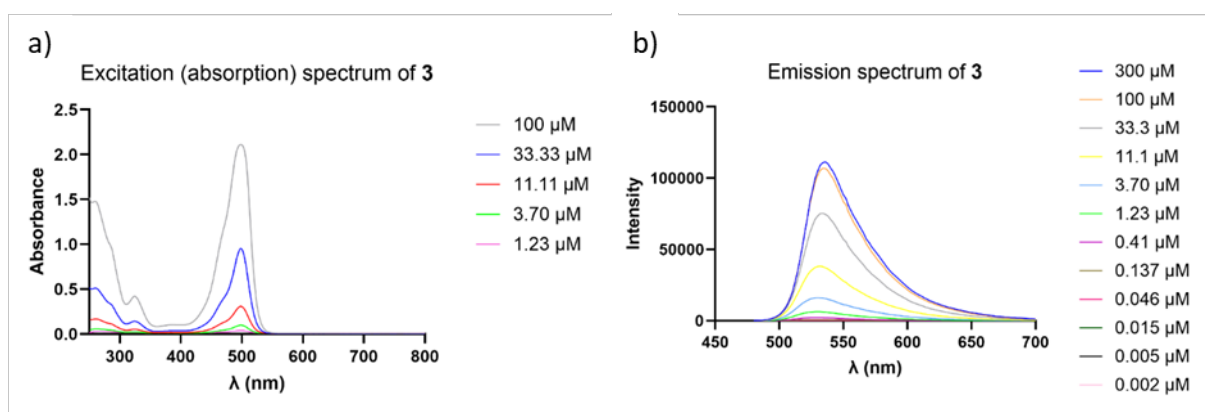 a)
Excitation (absorption) spectrum of 3
2.5
2.0
1.5
1.0
0.5
0.0
Absorbance
300 400 500 600 700 800
λ (nm)
100 µM
33.33 µM
11.11 µM
3.70 µM
1.23 µM
b)
Emission spectrum of 3
150000
100000
50000
0
Intensity
450 500 550 600 650 700
λ (nm)
300 µM
100 µM
33.3 µM
11.1 µM
3.70 µM
1.23 µM
0.41 µM
0.137 µM
0.046 µM
0.015 µM
0.005 µM
0.002 µM